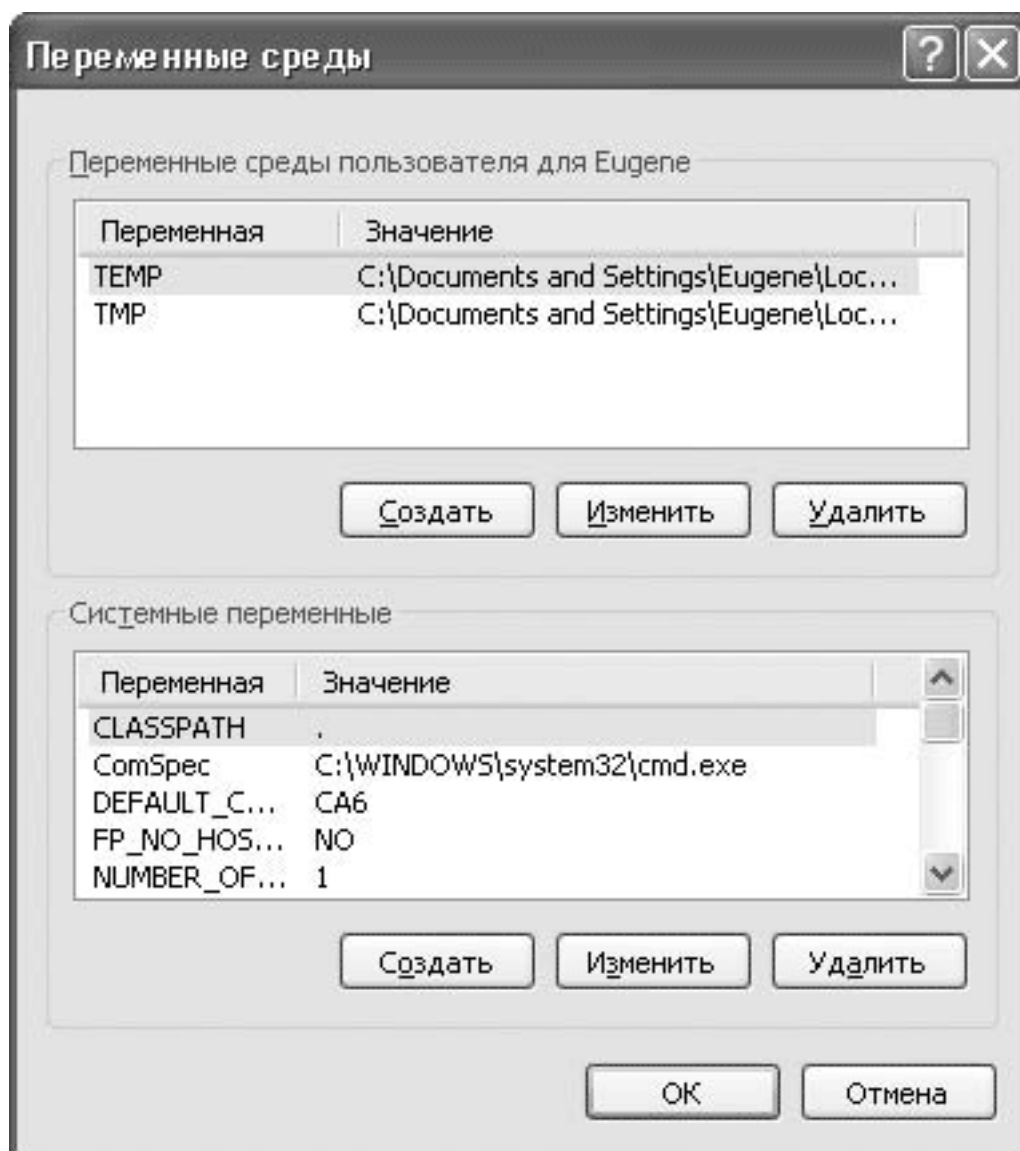 Переменные среды
Переменные среды пользователя для Eugene
Переменная Значение
TEMP C:\Documents and Settings\Eugene\Loc...
TMP C:\Documents and Settings\Eugene\Loc...
Создать Изменить Удалить
Системные переменные
Переменная Значение
CLASSPATH .
ComSpec C:\WINDOWS\system32\cmd.exe
DEFAULT_C... CA6
FP_NO_HOS... NO
NUMBER_OF... 1
Создать Изменить Удалить
ОК Отмена